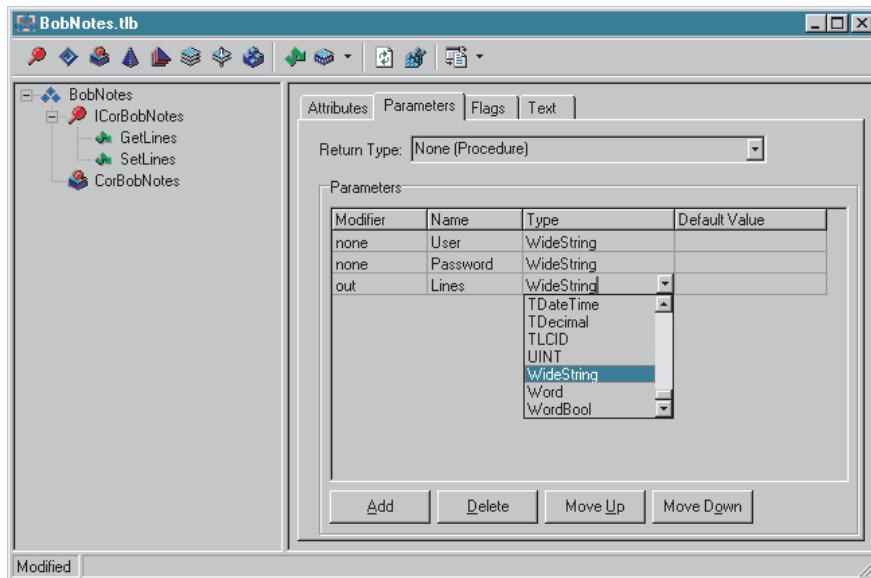 BobNotes.tlb
BobNotes
ICorBobNotes
GetLines
SetLines
CorBobNotes
Attributes Parameters Flags Text
Return Type: None (Procedure)
Parameters
Modifier Name Type Default Value
none User WideString
none Password WideString
out Lines WideString
TDateTime
TDecimal
TLCID
UINT
WideString
Word
WordBool
Add Delete Move Up Move Down
Modified